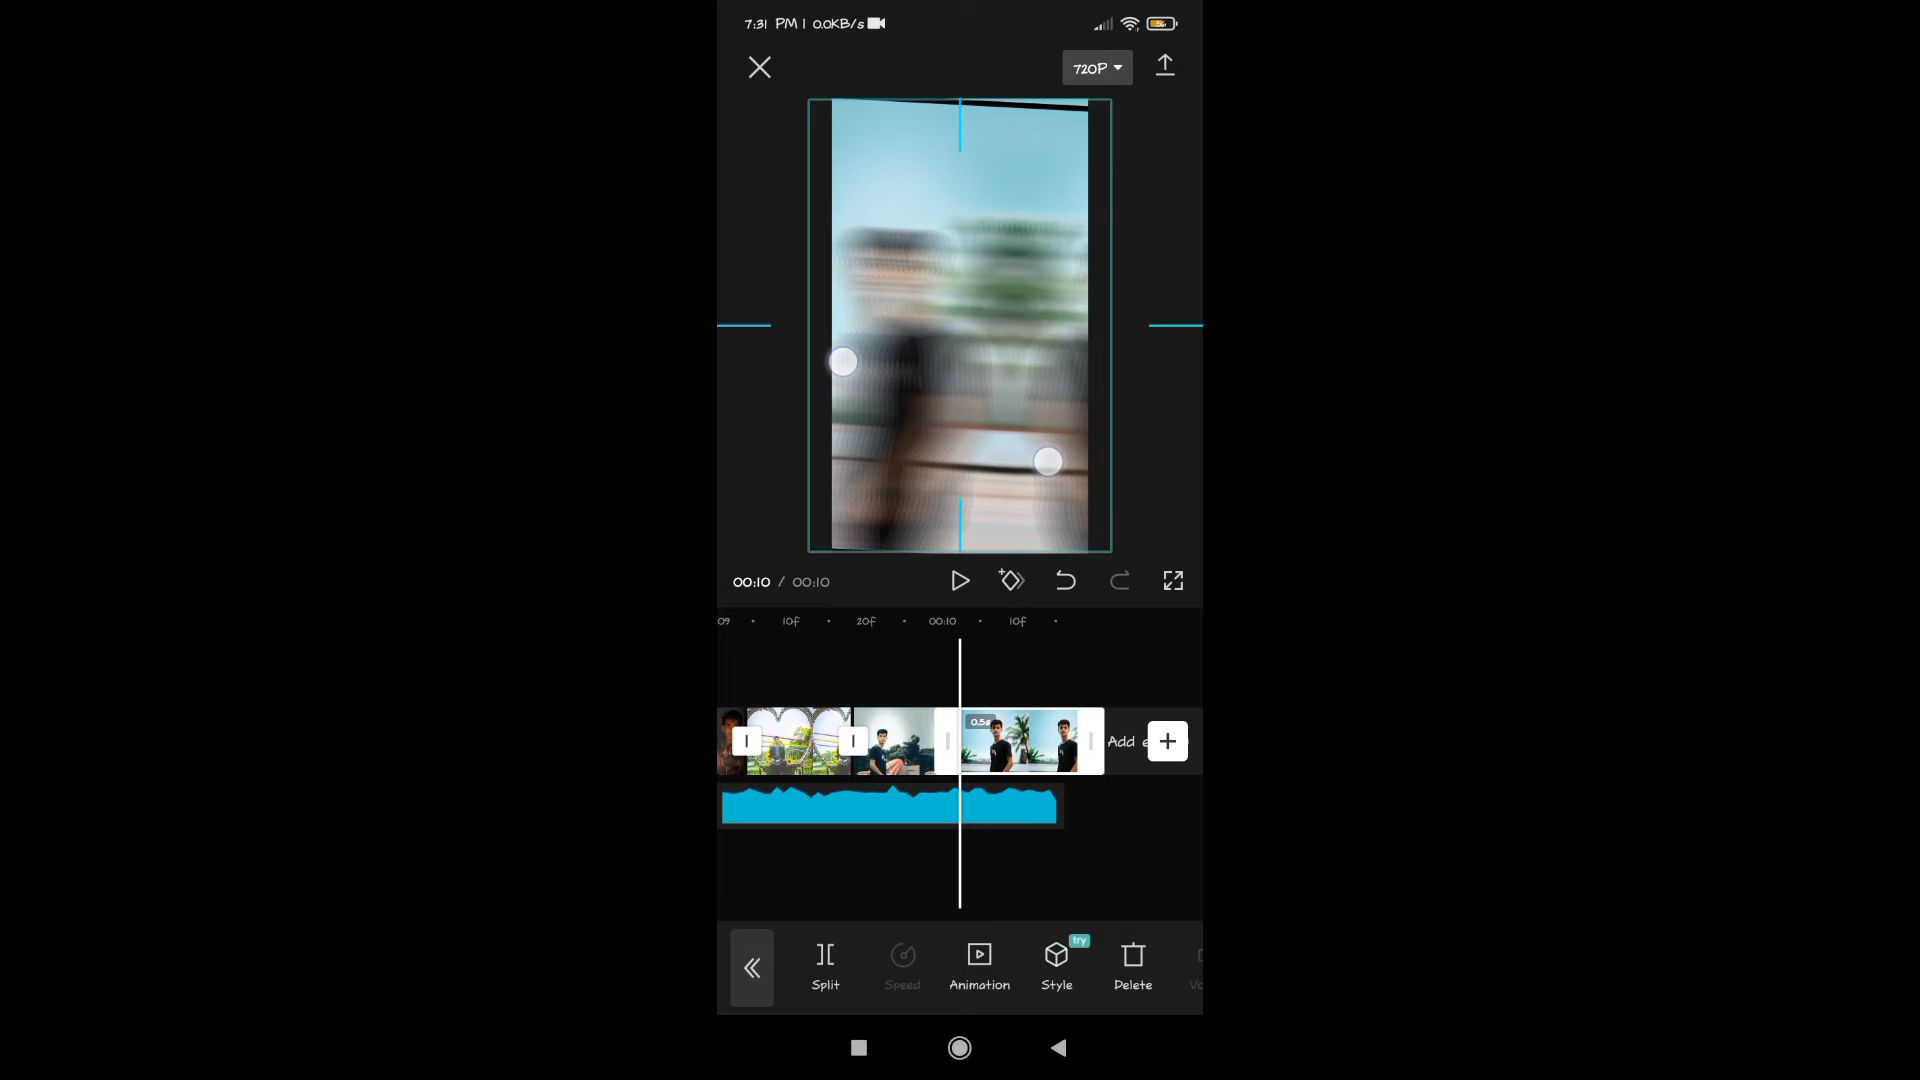 7:31 PM | 0.0KB/s 56
720P
00:10 / 00:10
09 10f 20f 00:10 10f
0.5s
Add
try
Split Speed Animation Style Delete